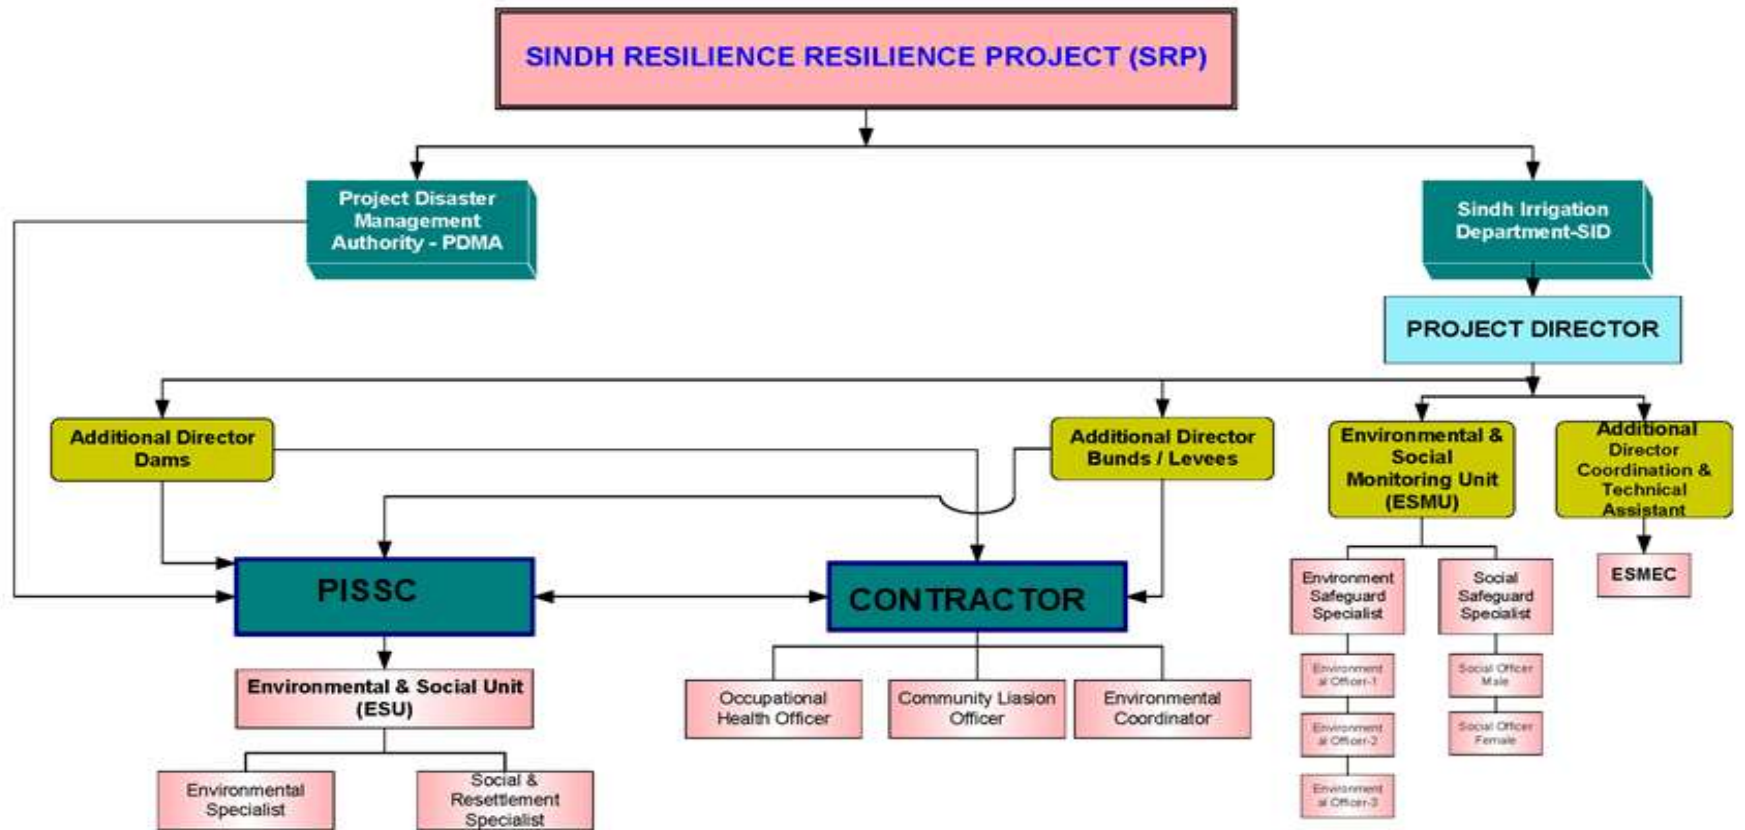 SINDH RESILIENCE RESILIENCE PROJECT (SRP)
Project Disaster
Management
Authority - PDMA
Sindh Irrigation
Department-SID
PROJECT DIRECTOR
Additional Director
Dams
Additional Director
Bunds / Levees
Environmental &
Social
Monitoring Unit
(ESMU)
Additional
Director
Coordination &
Technical
Assistant
PISSC
CONTRACTOR
Environment
Safeguard
Specialist
Social
Safeguard
Specialist
ESMEC
Environmental & Social Unit
(ESU)
Occupational
Health Officer
Community Liasion
Officer
Environmental
Coordinator
Environment
al Officer-1
Social Officer
Male
Environment
al Officer-2
Social Officer
Female
Environment
al Officer-3
Environmental
Specialist
Social &
Resettlement
Specialist